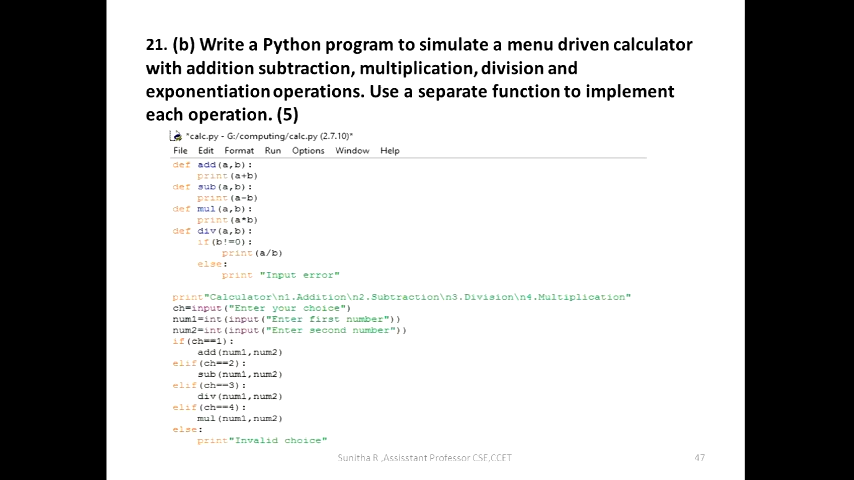 21. (b) Write a Python program to simulate a menu driven calculator
with addition subtraction, multiplication, division and
exponentiation operations. Use a separate function to implement
each operation. (5)
*calc.py - G:/computing/calc.py (2.7.10)*
File Edit Format Run Options Window Help
def add(a,b):
    print(a+b)
def sub(a,b):
    print(a-b)
def mul(a,b):
    print(a*b)
def div(a,b):
    if(b!=0):
        print(a/b)
    else:
        print "Input error"
print"Calculator\n1.Addition\n2.Subtraction\n3.Division\n4.Multiplication"
ch=input("Enter your choice")
num1=int(input("Enter first number"))
num2=int(input("Enter second number"))
if(ch==1):
    add(num1,num2)
elif(ch==2):
    sub(num1,num2)
elif(ch==3):
    div(num1,num2)
elif(ch==4):
    mul(num1,num2)
else:
    print"Invalid choice"
Sunitha R ,Assisstant Professor CSE,CCET 47